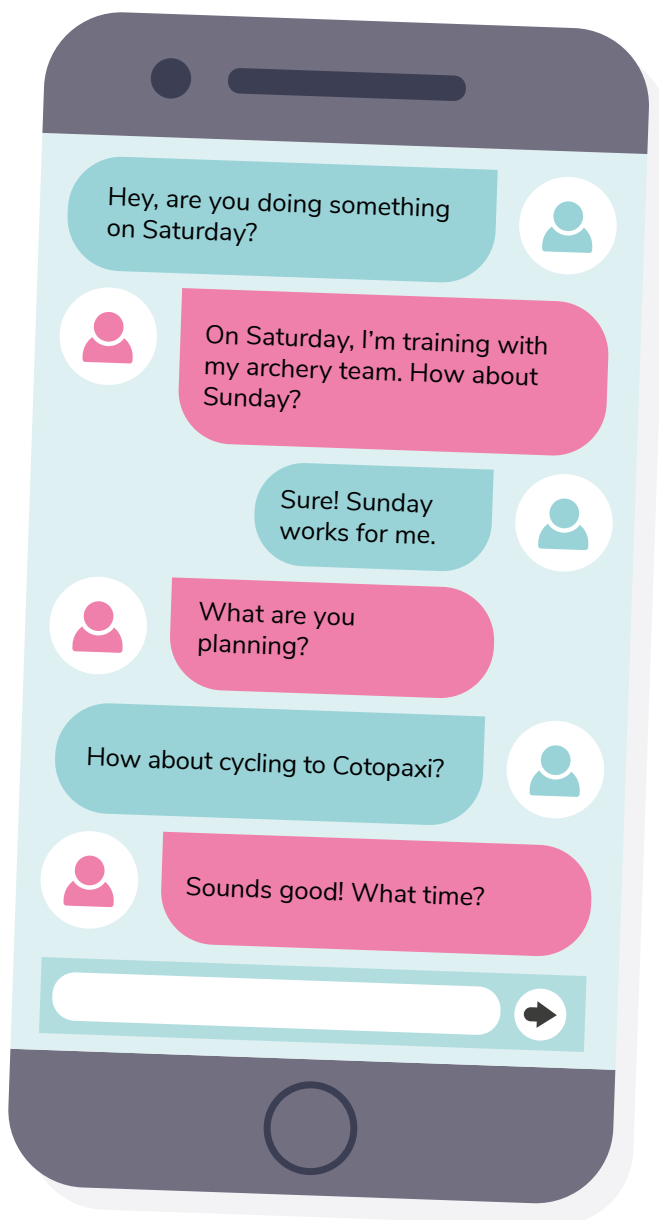 Hey, are you doing something
on Saturday?
On Saturday, I’m training with
my archery team. How about
Sunday?
Sure! Sunday
works for me.
What are you
planning?
How about cycling to Cotopaxi?
Sounds good! What time?